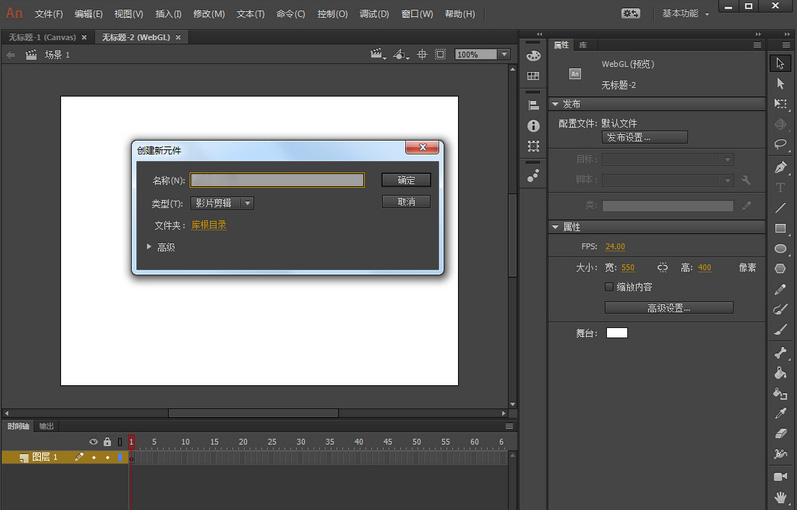 An 文件(F) 编辑(E) 视图(V) 插入(I) 修改(M) 文本(T) 命令(C) 控制(O) 调试(D) 窗口(W) 帮助(H) 基本功能
无标题-1 (Canvas) × 无标题-2 (WebGL) ×
场景 1 100%
创建新元件
名称(N): 确定
类型(T): 影片剪辑 取消
文件夹: 库根目录
高级
属性 库
WebGL(预览)
An
无标题-2
发布
配置文件: 默认文件
发布设置...
目标:
脚本:
类:
属性
FPS: 24.00
大小: 宽: 550 高: 400 像素
缩放内容
高级设置...
舞台:
时间轴 输出
1 5 10 15 20 25 30 35 40 45 50 55 60 6
图层 1